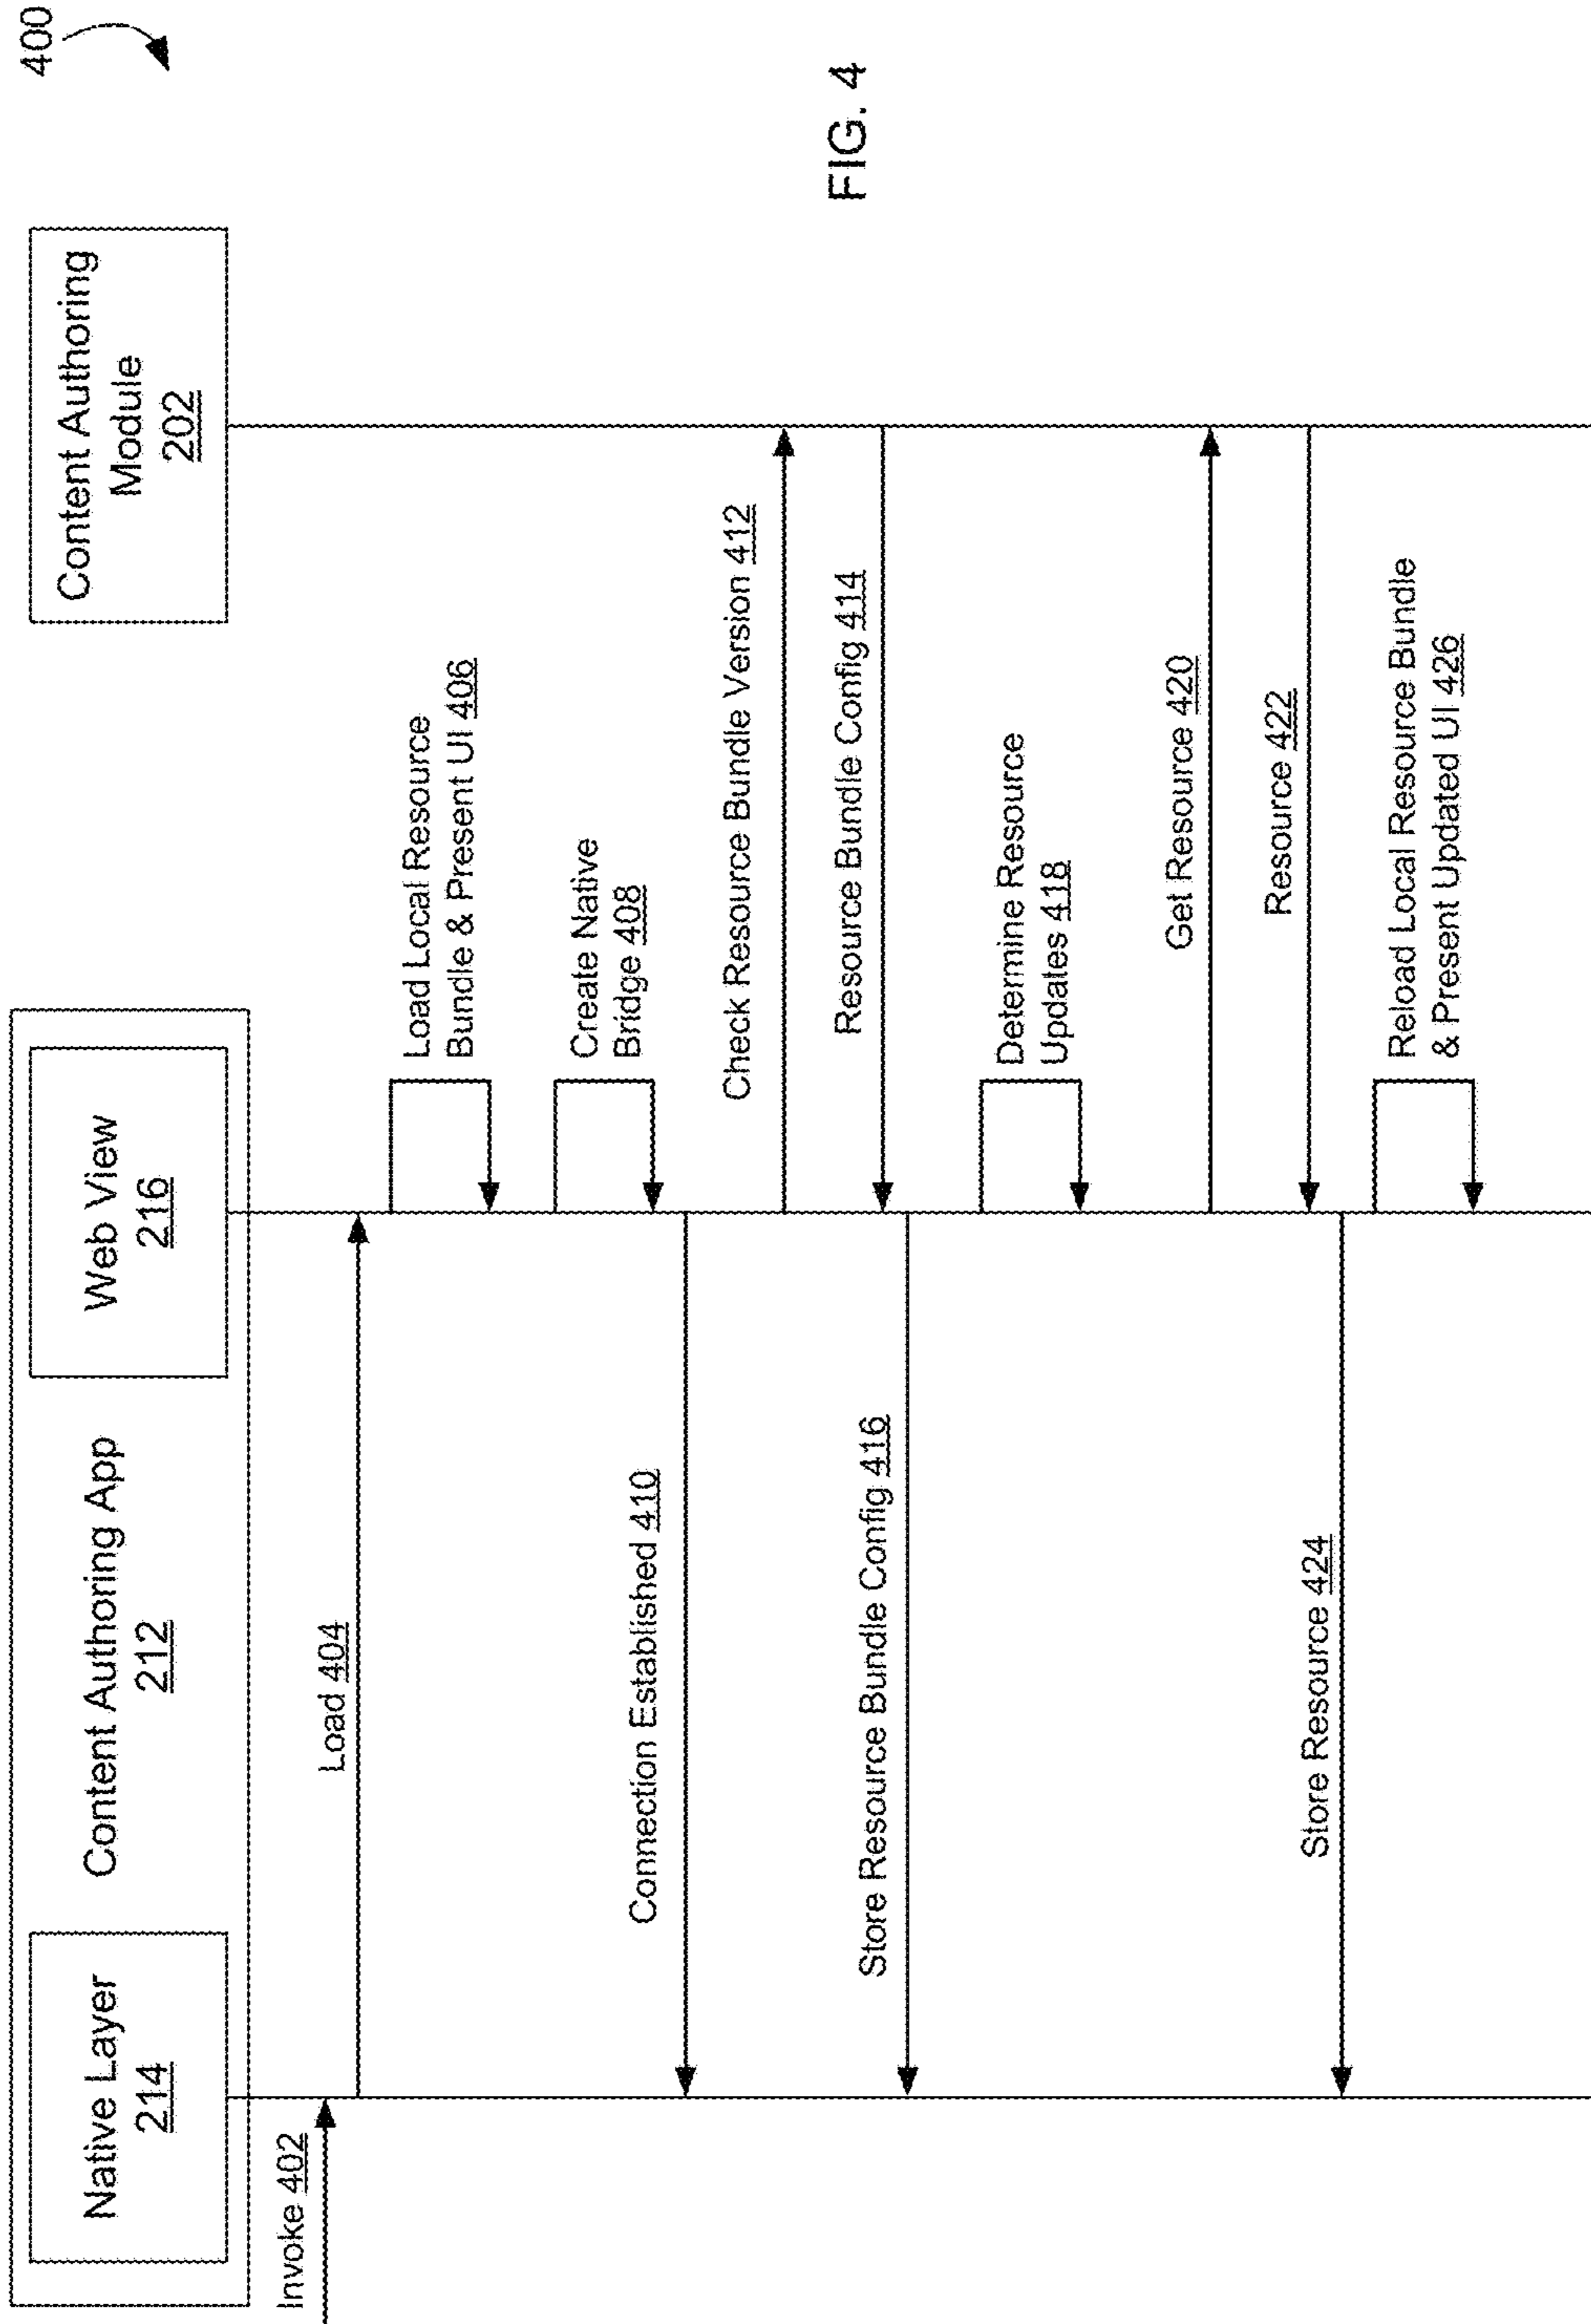 400
Native Layer
214
Content Authoring App
212
Web View
216
Content Authoring
Module
202
Invoke 402
Load 404
Load Local Resource
Bundle & Present UI 406
Create Native
Bridge 408
Connection Established 410
Check Resource Bundle Version 412
Resource Bundle Config 414
Store Resource Bundle Config 416
Determine Resource
Updates 418
Get Resource 420
Resource 422
Store Resource 424
Reload Local Resource Bundle
& Present Updated UI 426
FIG. 4